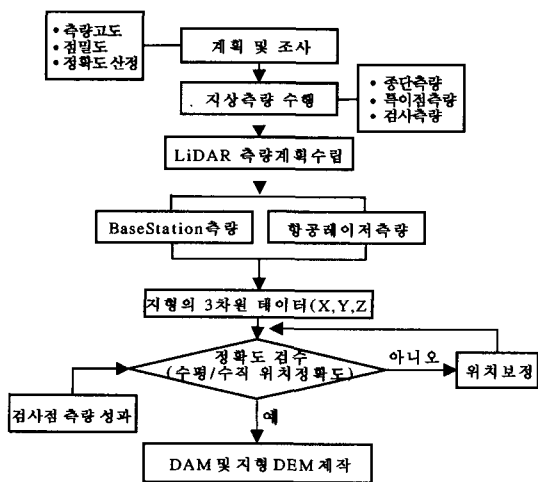 • 측량고도
• 점밀도
• 정확도 산정
계획 및 조사
. 지상측량 수행
• 종단측량
• 특이점측량
• 검사측량
LiDAR 측량계획수립
BaseStation측량
항공레이저측량
지형의 3차원 데이터(X,Y,Z
정확도 검수
(수평/수직 위치정확도)
아니오
위치보정
검사점 측량 성과
예
DAM 및 지형 DEM 제작